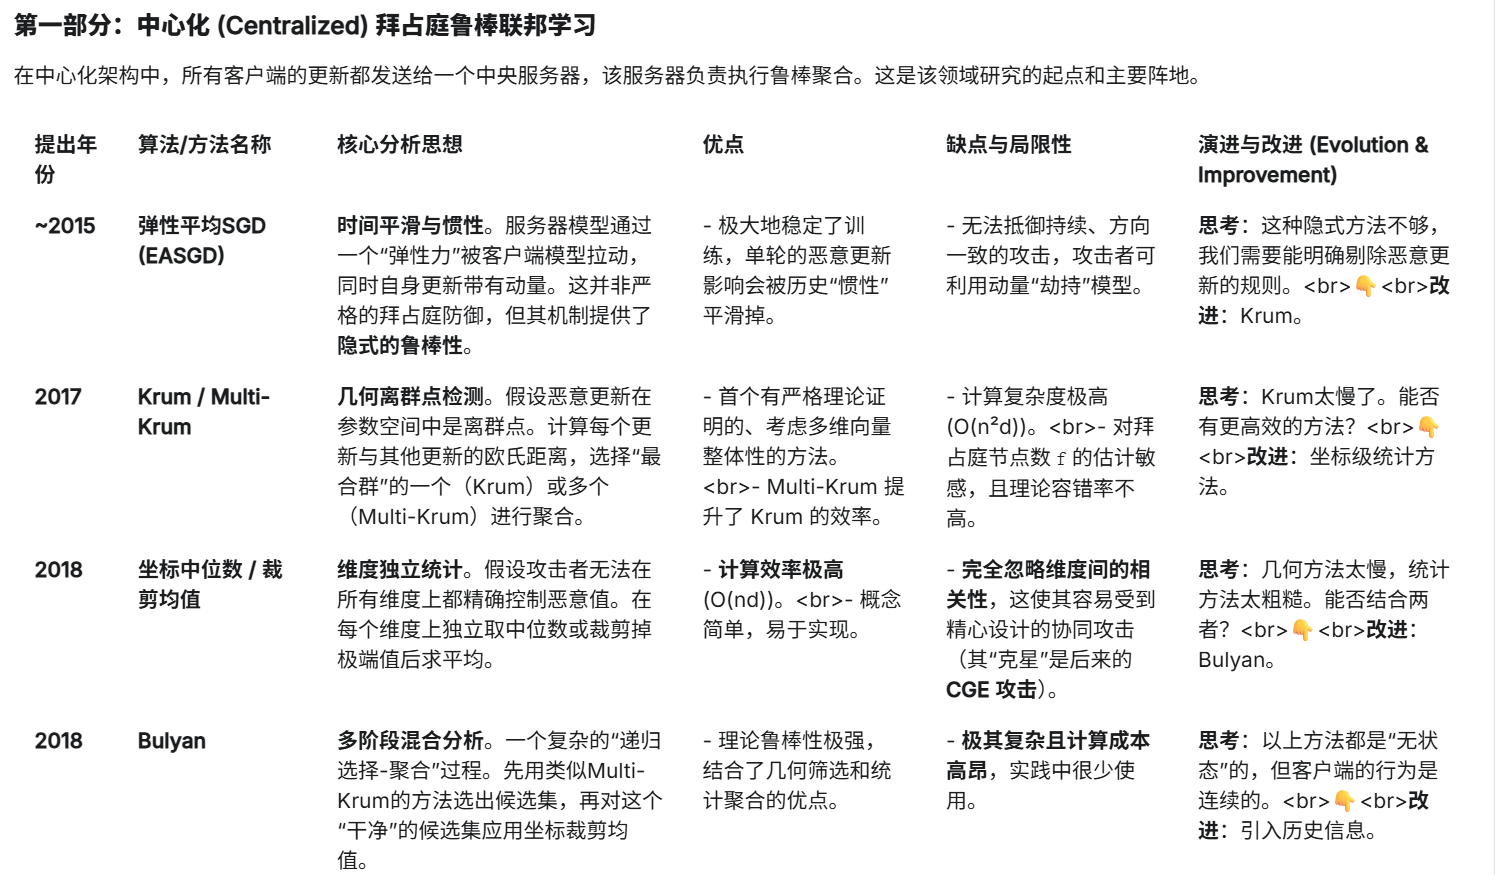 第一部分：中心化 (Centralized) 拜占庭鲁棒联邦学习
在中心化架构中，所有客户端的更新都发送给一个中央服务器，该服务器负责执行鲁棒聚合。这是该领域研究的起点和主要阵地。
提出年
份
算法/方法名称
核心分析思想
优点
缺点与局限性
演进与改进 (Evolution &
Improvement)
~2015
弹性平均SGD
(EASGD)
时间平滑与惯性。服务器模型通过
一个“弹性力”被客户端模型拉动，
同时自身更新带有动量。这并非严
格的拜占庭防御，但其机制提供了
隐式的鲁棒性。
- 极大地稳定了训
练，单轮的恶意更新
影响会被历史“惯性”
平滑掉。
- 无法抵御持续、方向
一致的攻击，攻击者可
利用动量“劫持”模型。
思考：这种隐式方法不够，
我们需要能明确剔除恶意更
新的规则。<br>👇<br>改
进：Krum。
2017
Krum / Multi-
Krum
几何离群点检测。假设恶意更新在
参数空间中是离群点。计算每个更
新与其他更新的欧氏距离，选择“最
合群”的一个（Krum）或多个
（Multi-Krum）进行聚合。
- 首个有严格理论证
明的、考虑多维向量
整体性的方法。
<br>- Multi-Krum 提
升了 Krum 的效率。
- 计算复杂度极高
(O(n²d))。<br>- 对拜
占庭节点数 f 的估计敏
感，且理论容错率不
高。
思考：Krum太慢了。能否
有更高效的方法？<br>👇
<br>改进：坐标级统计方
法。
2018
坐标中位数 / 裁
剪均值
维度独立统计。假设攻击者无法在
所有维度上都精确控制恶意值。在
每个维度上独立取中位数或裁剪掉
极端值后求平均。
- 计算效率极高
(O(nd))。<br>- 概念
简单，易于实现。
- 完全忽略维度间的相
关性，这使其容易受到
精心设计的协同攻击
（其“克星”是后来的
CGE 攻击）。
思考：几何方法太慢，统计
方法太粗糙。能否结合两
者？<br>👇<br>改进：
Bulyan。
2018
Bulyan
多阶段混合分析。一个复杂的“递归
选择-聚合”过程。先用类似Multi-
Krum的方法选出候选集，再对这个
“干净”的候选集应用坐标裁剪均
值。
- 理论鲁棒性极强，
结合了几何筛选和统
计聚合的优点。
- 极其复杂且计算成本
高昂，实践中很少使
用。
思考：以上方法都是“无状
态”的，但客户端的行为是
连续的。<br>👇<br>改
进：引入历史信息。